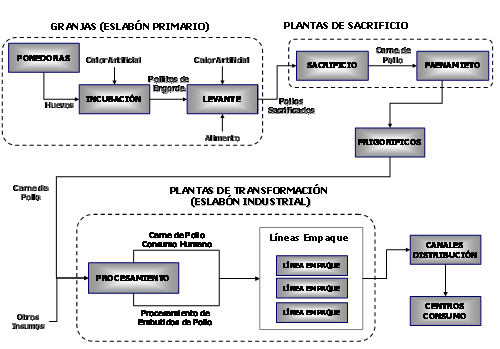 GRANJAS (ESLABÓN PRIMARIO)
PLANTAS DE SACRIFICIO
PONEDORAS
Calor Artificial
Calor Artificial
Carne de
Pollo
SACRIFICIO
FAENAMIETO
Pollitos de
Engorde
Huevos
INCUBACIÓN
LEVANTE
Pollos
Sacrificados
Alimento
FRIGORIFICOS
Carne de
Pollo
PLANTAS DE TRANSFORMACIÓN
(ESLABÓN INDUSTRIAL)
Carne de Pollo
Consumo Humano
Líneas Empaque
CANALES
DISTRIBUCIÓN
PROCESAMIENTO
LÍNEA EMPAQUE
LÍNEA EMPAQUE
LÍNEA EMPAQUE
Procesamiento de
Embutidos de Pollo
CENTROS
CONSUMO
Otros
Insumos